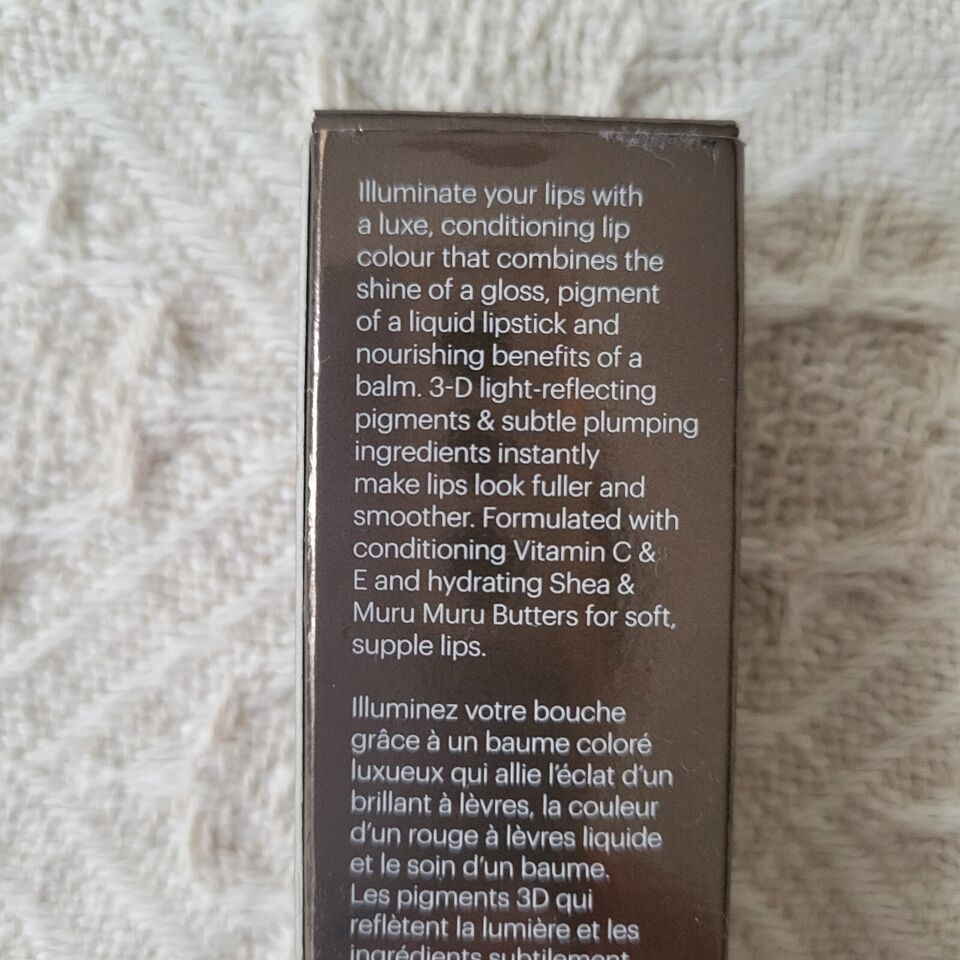 Illuminate your lips with
a luxe, conditioning lip
colour that combines the
shine of a gloss, pigment
of a liquid lipstick and
nourishing benefits of a
balm. 3-D light-reflecting
pigments & subtle plumping
ingredients instantly
make lips look fuller and
smoother. Formulated with
conditioning Vitamin C &
E and hydrating Shea &
Muru Muru Butters for soft,
supple lips.
Illuminez votre bouche
grâce à un baume coloré
luxueux qui allie l'éclat d'un
brillant à lèvres, la couleur
d'un rouge à lèvres liquide
et le soin d'un baume.
Les pigments 3D qui
reflètent la lumière et les
ingrédients subtilement